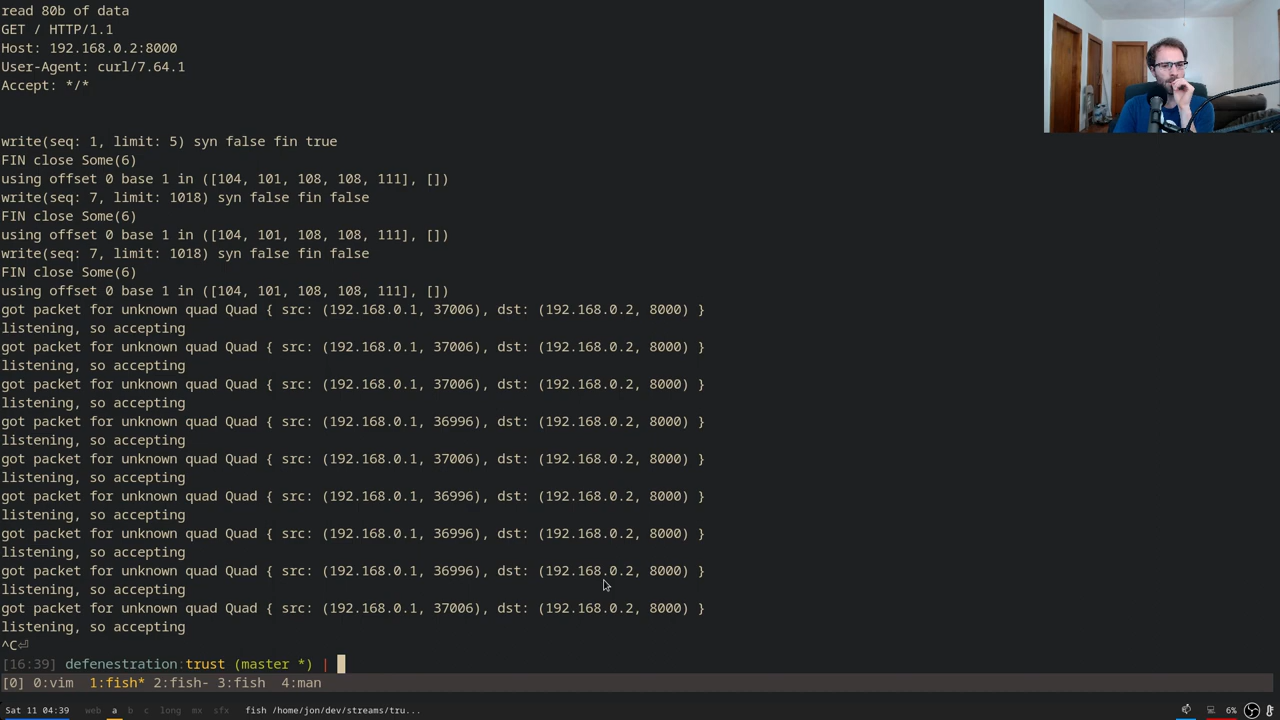 read 80b of data
GET / HTTP/1.1
Host: 192.168.0.2:8000
User-Agent: curl/7.64.1
Accept: */*
write(seq: 1, limit: 5) syn false fin true
FIN close Some(6)
using offset 0 base 1 in ([104, 101, 108, 108, 111], [])
write(seq: 7, limit: 1018) syn false fin false
FIN close Some(6)
using offset 0 base 1 in ([104, 101, 108, 108, 111], [])
write(seq: 7, limit: 1018) syn false fin false
FIN close Some(6)
using offset 0 base 1 in ([104, 101, 108, 108, 111], [])
got packet for unknown quad Quad { src: (192.168.0.1, 37006), dst: (192.168.0.2, 8000) }
listening, so accepting
got packet for unknown quad Quad { src: (192.168.0.1, 37006), dst: (192.168.0.2, 8000) }
listening, so accepting
got packet for unknown quad Quad { src: (192.168.0.1, 37006), dst: (192.168.0.2, 8000) }
listening, so accepting
got packet for unknown quad Quad { src: (192.168.0.1, 36996), dst: (192.168.0.2, 8000) }
listening, so accepting
got packet for unknown quad Quad { src: (192.168.0.1, 37006), dst: (192.168.0.2, 8000) }
listening, so accepting
got packet for unknown quad Quad { src: (192.168.0.1, 36996), dst: (192.168.0.2, 8000) }
listening, so accepting
got packet for unknown quad Quad { src: (192.168.0.1, 36996), dst: (192.168.0.2, 8000) }
listening, so accepting
got packet for unknown quad Quad { src: (192.168.0.1, 36996), dst: (192.168.0.2, 8000) }
listening, so accepting
got packet for unknown quad Quad { src: (192.168.0.1, 37006), dst: (192.168.0.2, 8000) }
listening, so accepting
^C⏎
[16:39] defenestration:trust (master *) |
[0] 0:vim  1:fish* 2:fish- 3:fish  4:man
Sat 11 04:39 web a b c long mx sfx fish /home/jon/dev/streams/tru... 6%